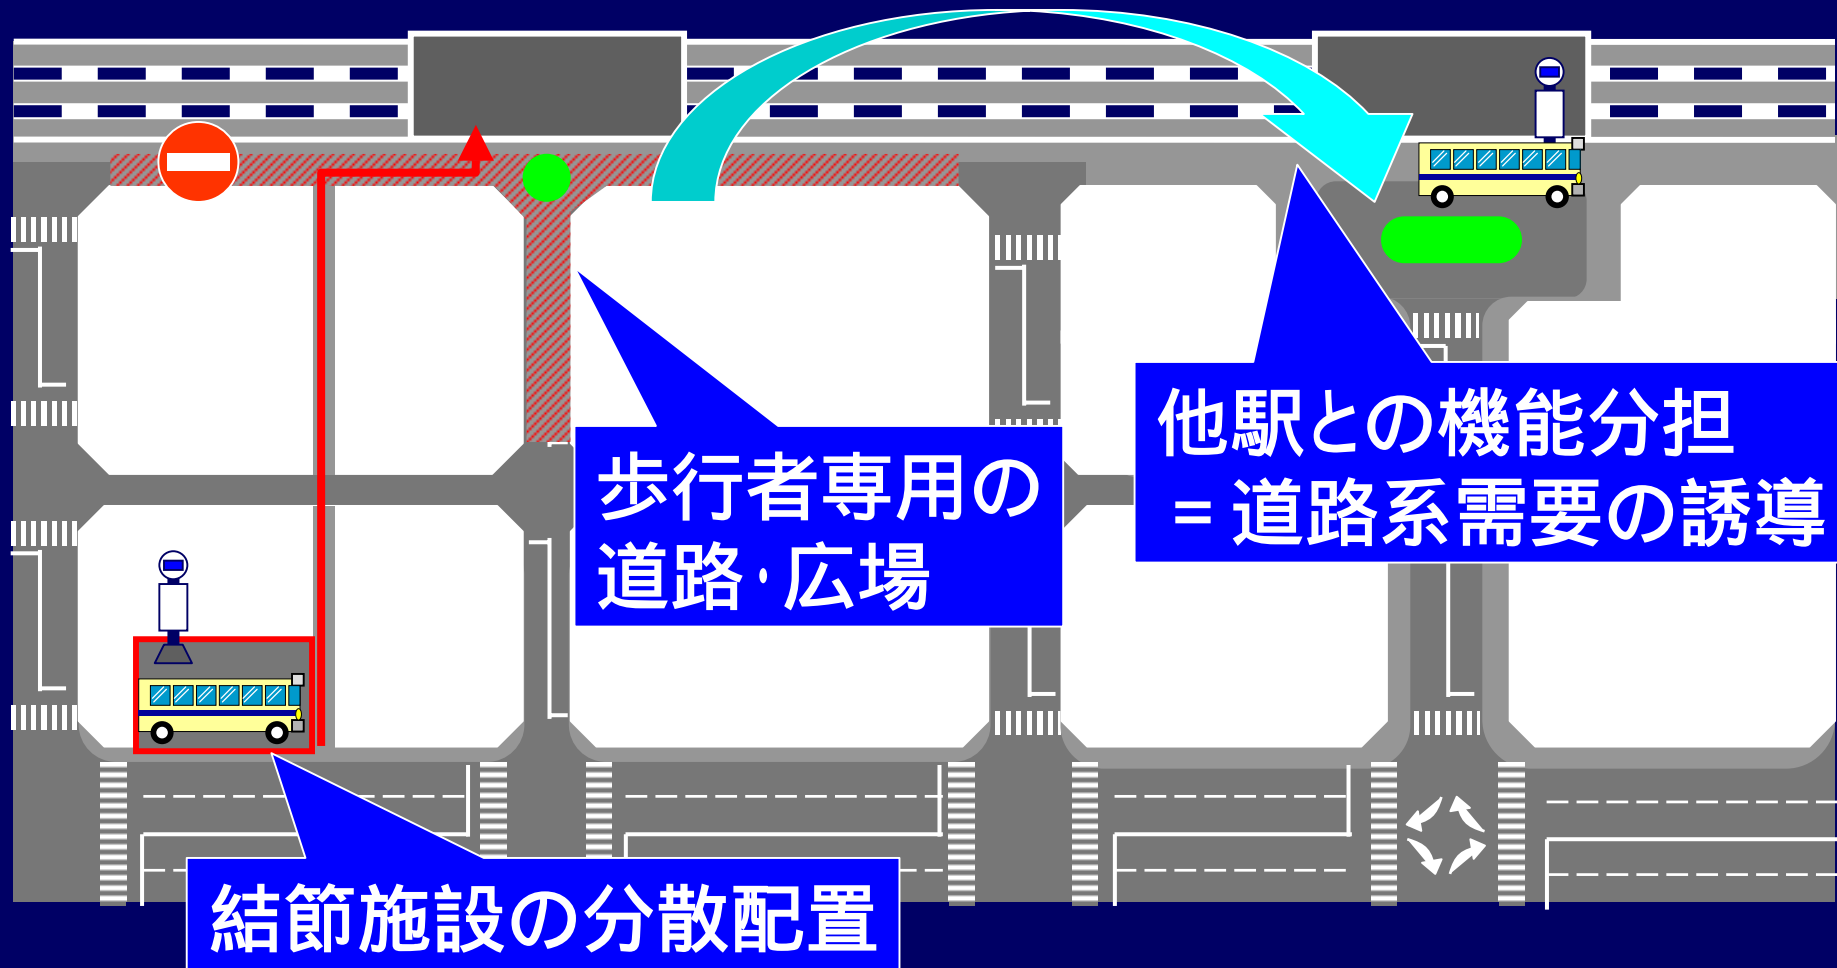 他駅との機能分担
=道路系需要の誘導
歩行者専用の
道路・広場
結節施設の分散配置